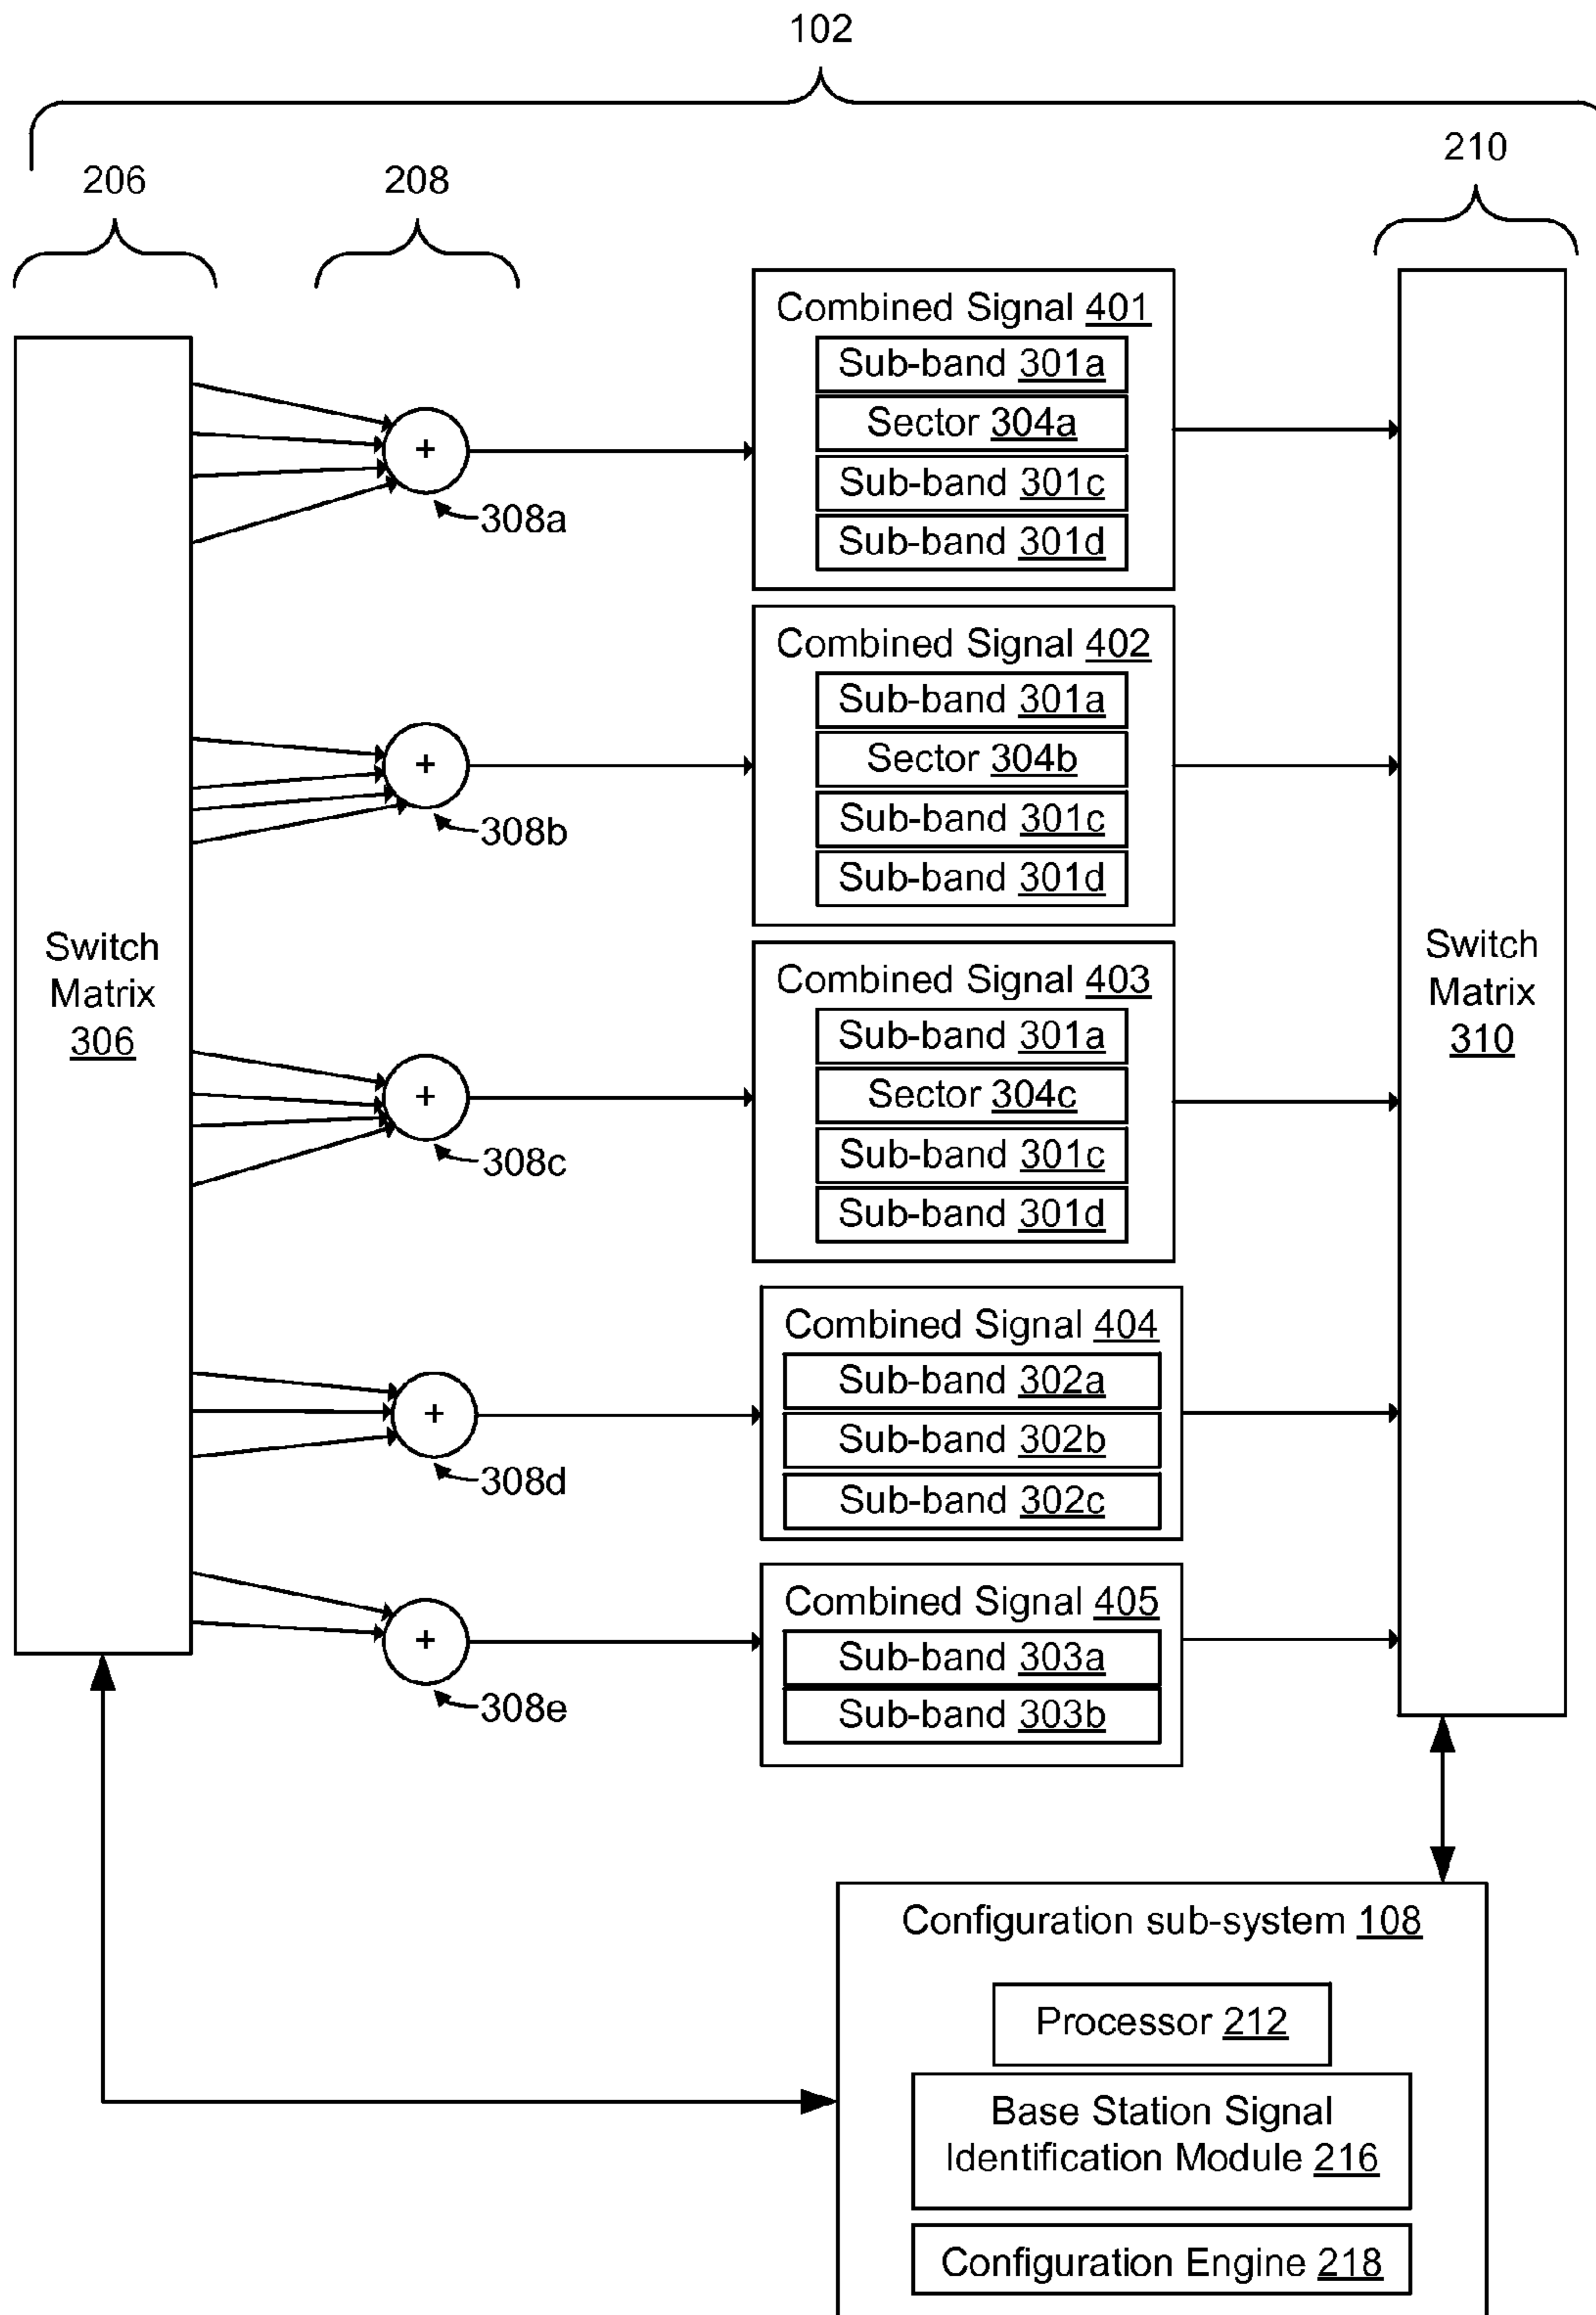 102
206
208
210
Combined Signal 401
Sub-band 301a
Sector 304a
Sub-band 301c
Sub-band 301d
+
308a
Combined Signal 402
Sub-band 301a
Sector 304b
Sub-band 301c
Sub-band 301d
+
308b
Switch
Matrix
306
Combined Signal 403
Sub-band 301a
Sector 304c
Sub-band 301c
Sub-band 301d
+
308c
Switch
Matrix
310
Combined Signal 404
Sub-band 302a
Sub-band 302b
Sub-band 302c
+
308d
Combined Signal 405
Sub-band 303a
Sub-band 303b
+
308e
Configuration sub-system 108
Processor 212
Base Station Signal
Identification Module 216
Configuration Engine 218